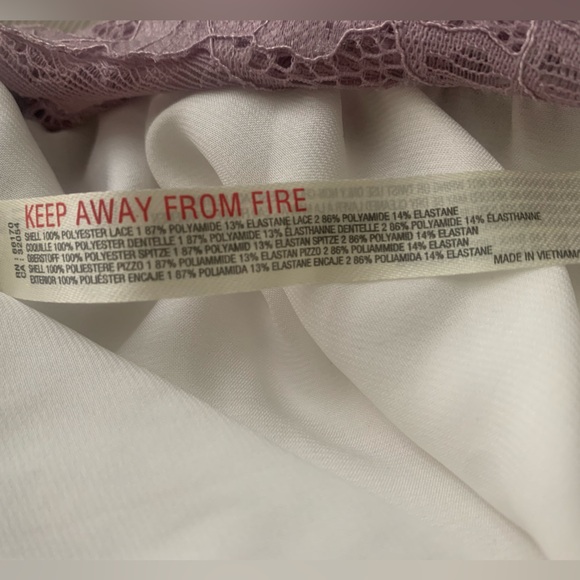 KEEP AWAY FROM FIRE
SHELL 100% POLYESTER LACE 1 87% POLYAMIDE 13% ELASTANE LACE 2 86% POLYAMIDE 14% ELASTANE
COQUILLE 100% POLYESTER DENTELLE 1 87% POLYAMIDE 13% ÉLASTHANNE DENTELLE 2 86% POLYAMIDE 14% ÉLASTHANNE
OBERSTOFF 100% POLYESTER SPITZE 1 87% POLYAMID 13% ELASTAN SPITZE 2 86% POLYAMID 14% ELASTAN
SHELL 100% POLIESTERE PIZZO 1 87% POLIAMMIDE 13% ELASTAN PIZZO 2 86% POLIAMMIDE 14% ELASTAN
EXTERIOR 100% POLIÉSTER ENCAJE 1 87% POLIAMIDA 13% ELASTANE ENCAJE 2 86% POLIAMIDA 14% ELASTANE
MADE IN VIETNAM